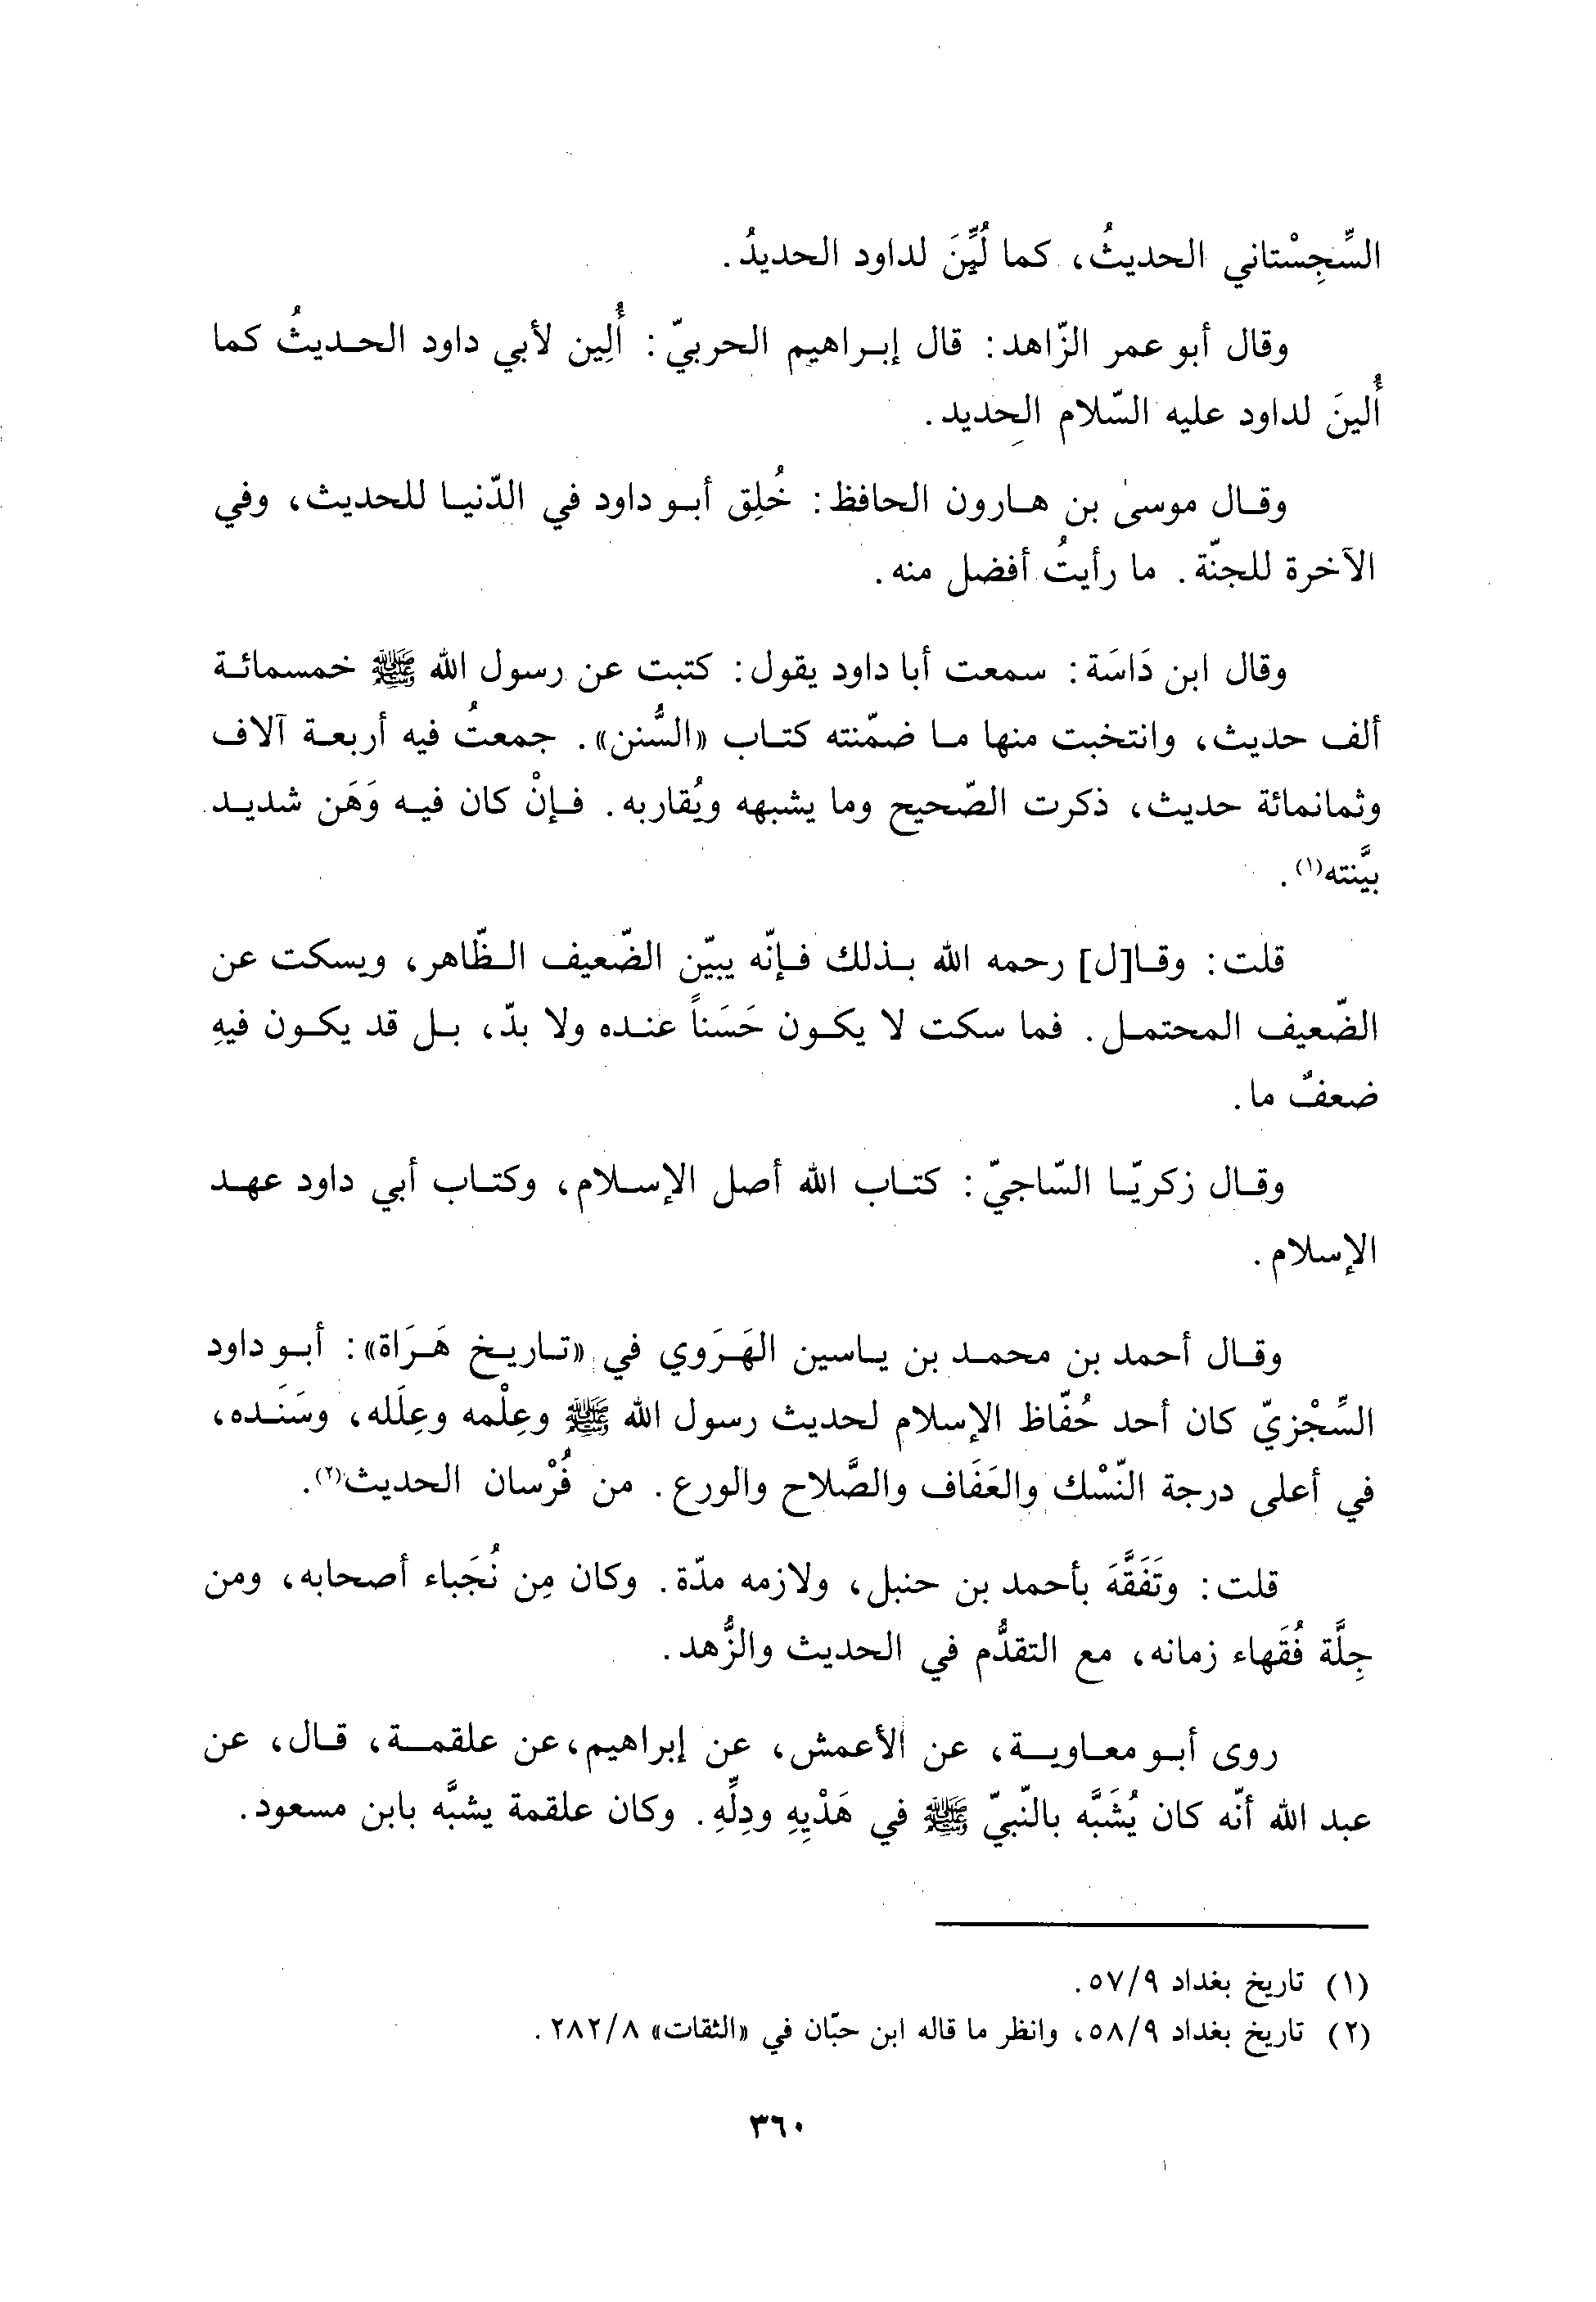 السِّجِسْتاني الحديثُ، كما لُيِّنَ لداود الحديدُ.
وقال أبو عمر الزّاهد: قال إبراهيم الحربيّ: أُلِين لأبي داود الحديثُ كما
أُلينَ لداود عليه السّلام الحديد.
وقال موسىٰ بن هارون الحافظ: خُلِق أبو داود في الدّنيا للحديث، وفي
الآخرة للجنّة. ما رأيتُ أفضل منه.
وقال ابن دَاسَة: سمعت أبا داود يقول: كتبت عن رسول الله ﷺ خمسمائة
ألف حديث، وانتخبت منها ما ضمّنته كتاب «السُّنن». جمعتُ فيه أربعة آلاف
وثمانمائة حديث، ذكرت الصّحيح وما يشبهه ويُقاربه. فإنْ كان فيه وَهَن شديد
بيَّنته(١).
قلت: وقا[ل] رحمه الله بذلك فإنّه يبيّن الضّعيف الظّاهر، ويسكت عن
الضّعيف المحتمل. فما سكت لا يكون حَسَناً عنده ولا بدّ، بل قد يكون فيهِ
ضعفٌ ما.
وقال زكريّا السّاجيّ: كتاب الله أصل الإسلام، وكتاب أبي داود عهد
الإسلام.
وقال أحمد بن محمد بن ياسين الهَرَوي في «تاريخ هَرَاة»: أبو داود
السِّجْزيّ كان أحد حُفّاظ الإسلام لحديث رسول الله ﷺ وعِلْمه وعِلَله، وسَنَده،
في أعلى درجة النّسْك والعَفَاف والصَّلاح والورع. من فُرْسان الحديث(٢).
قلت: وتَفَقَّهَ بأحمد بن حنبل، ولازمه مدّة. وكان مِن نُجَباء أصحابه، ومن
جِلَّة فُقَهاء زمانه، مع التقدُّم في الحديث والزُّهد.
روى أبو معاوية، عن الأعمش، عن إبراهيم،عن علقمة، قال، عن
عبد الله أنّه كان يُشَبَّه بالنّبيّ ﷺ في هَدْيِهِ ودِلِّهِ. وكان علقمة يشبَّه بابن مسعود.
(١) تاريخ بغداد ٥٧/٩.
(٢) تاريخ بغداد ٥٨/٩، وانظر ما قاله ابن حبّان في «الثقات» ٢٨٢/٨.
٣٦٠